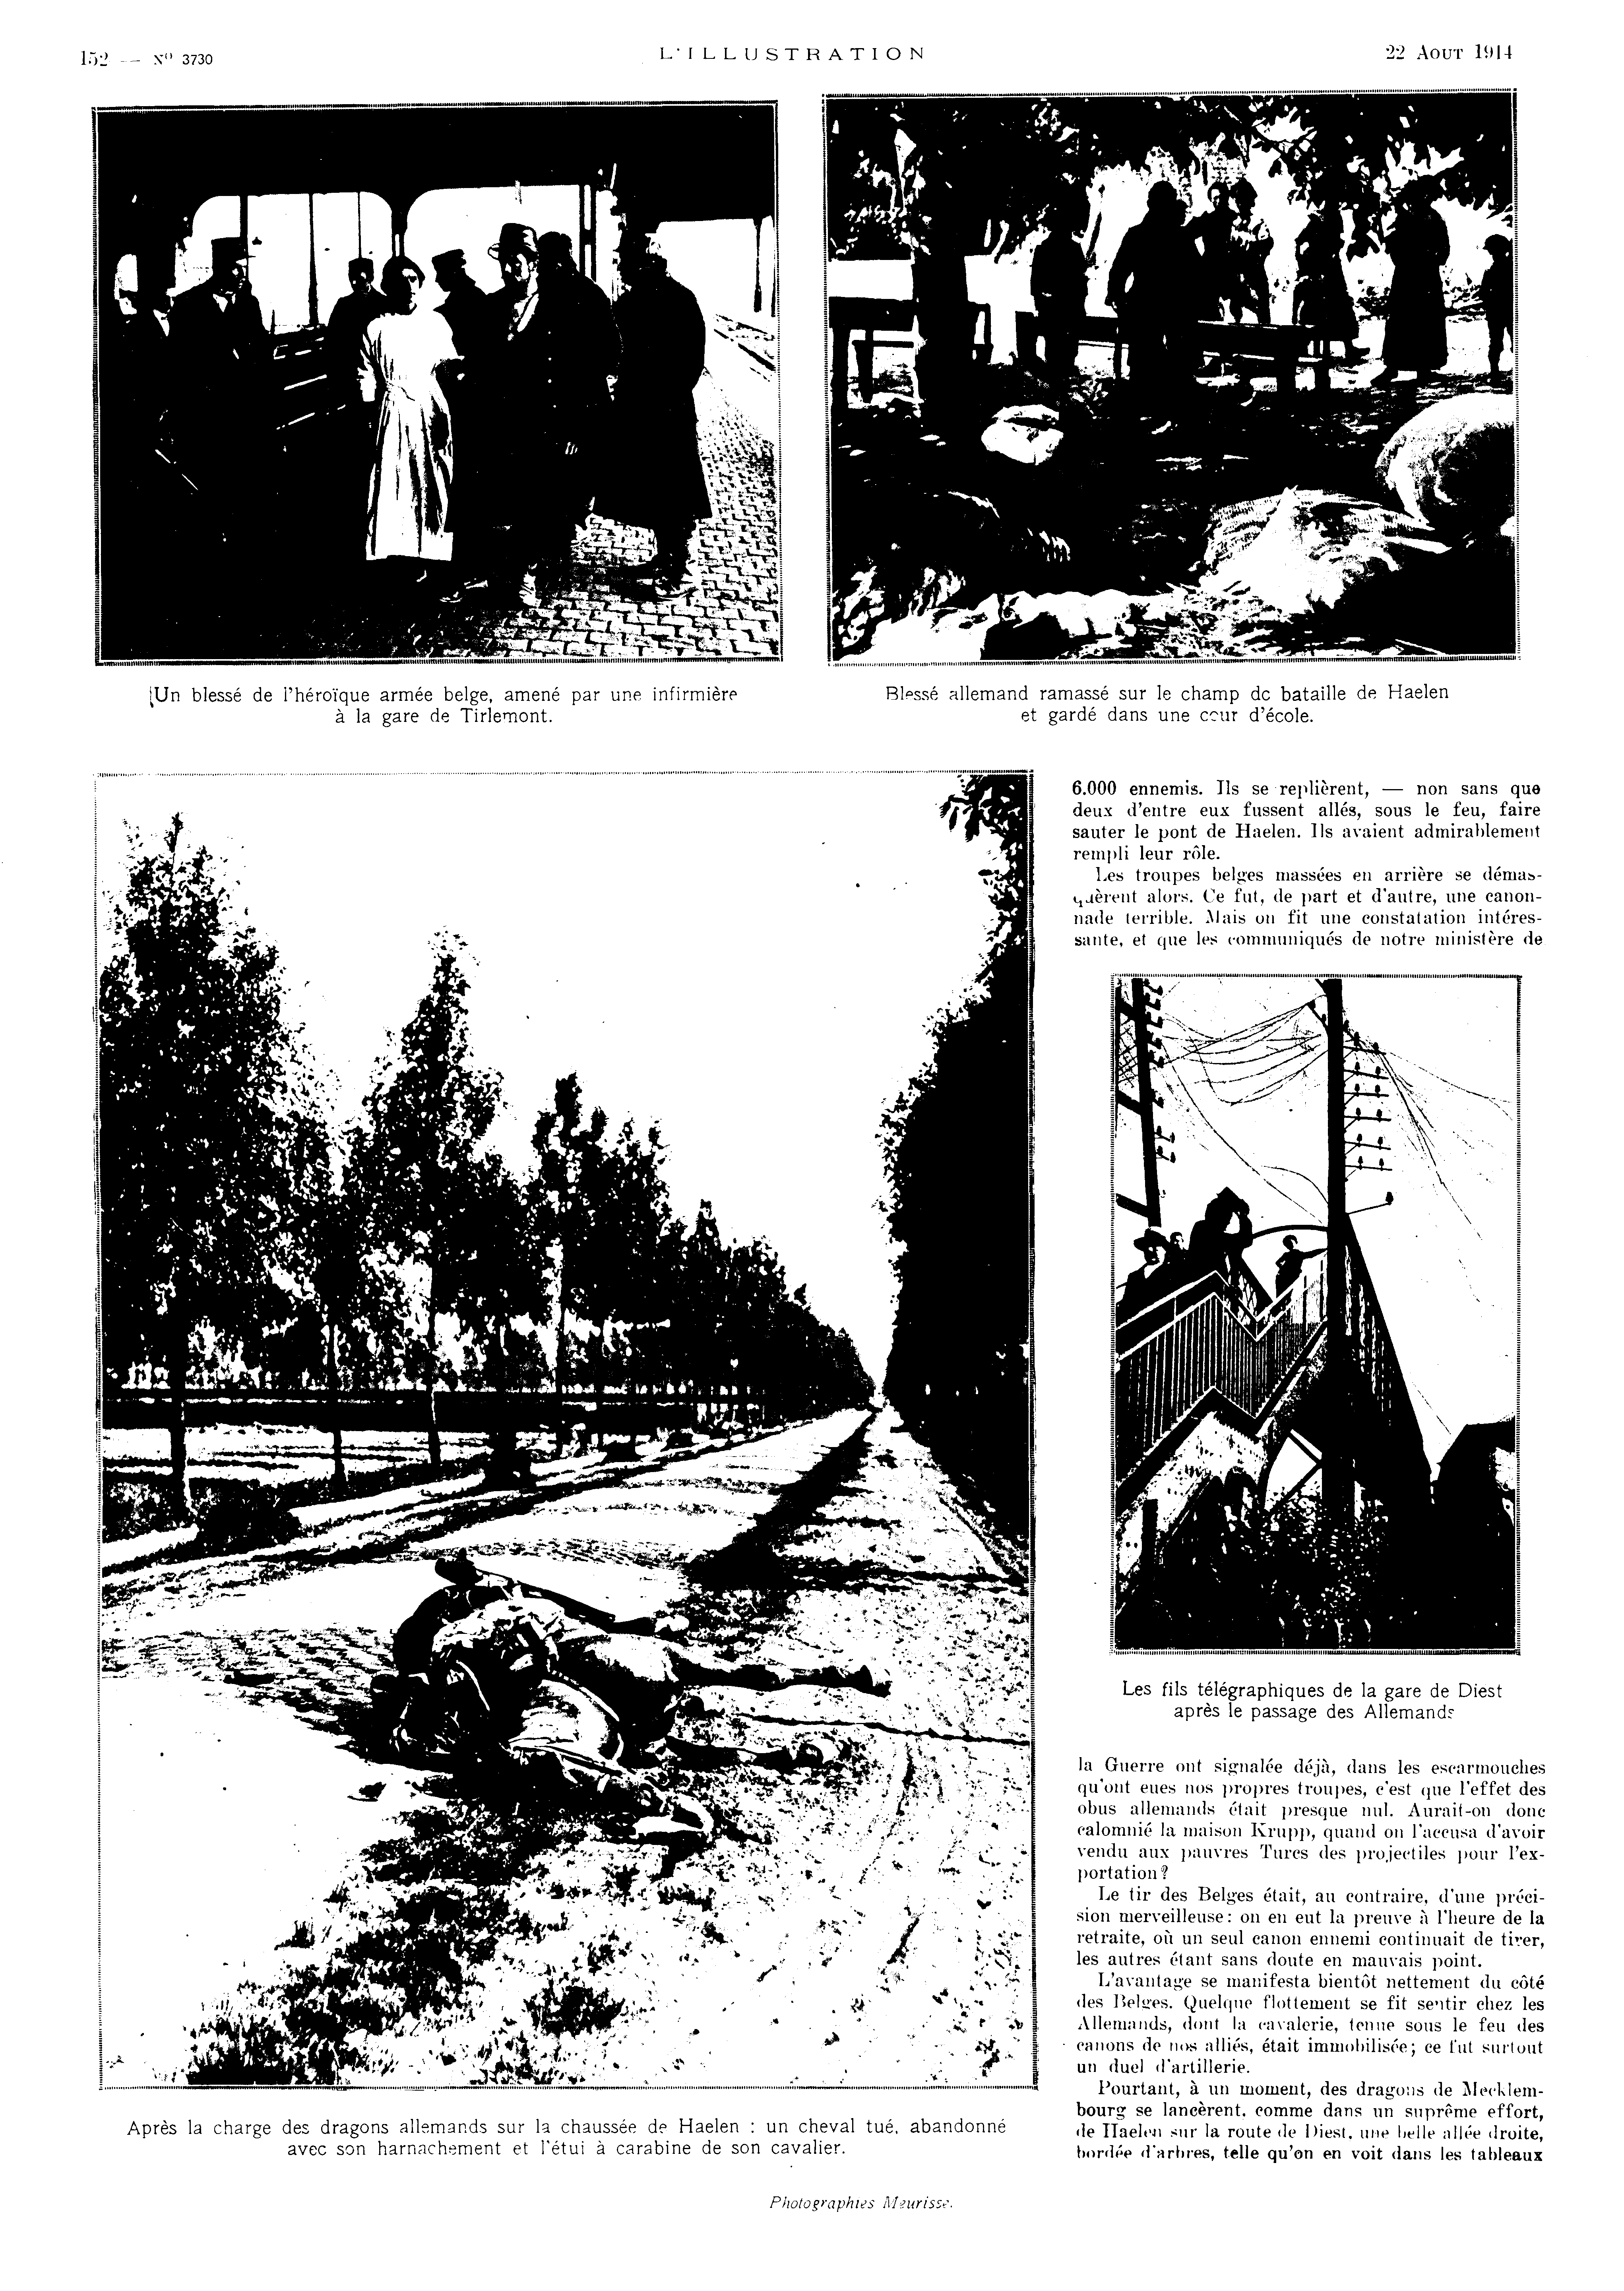 152 — N° 3730
L'ILLUSTRATION
22 AOUT 1914
Un blessé de l'héroïque armée belge, amené par une infirmière
à la gare de Tirlemont.
Blessé allemand ramassé sur le champ de bataille de Haelen
et gardé dans une cour d'école.
6.000 ennemis. Ils se replièrent, — non sans que
deux d'entre eux fussent allés, sous le feu, faire
sauter le pont de Haelen. Ils avaient admirablement
rempli leur rôle.
Les troupes belges massées en arrière se démas-
quèrent alors. Ce fut, de part et d'autre, une canon-
nade terrible. Mais on fit une constatation intéres-
sante, et que les communiqués de notre ministère de
Les fils télégraphiques de la gare de Diest
après le passage des Allemands
la Guerre ont signalée déjà, dans les escarmouches
qu'ont eues nos propres troupes, c'est que l'effet des
obus allemands était presque nul. Aurait-on donc
calomnié la maison Krupp, quand on l'accusa d'avoir
vendu aux pauvres Turcs des projectiles pour l'ex-
portation?
Le tir des Belges était, au contraire, d'une préci-
sion merveilleuse: on en eut la preuve à l'heure de la
retraite, où un seul canon ennemi continuait de tirer,
les autres étant sans doute en mauvais point.
L'avantage se manifesta bientôt nettement du côté
des Belges. Quelque flottement se fit sentir chez les
Allemands, dont la cavalerie, tenue sous le feu des
canons de nos alliés, était immobilisée; ce fut surtout
un duel d'artillerie.
Pourtant, à un moment, des dragons de Mecklem-
bourg se lancèrent, comme dans un suprême effort,
de Haelen sur la route de Diest, une belle allée droite,
bordée d'arbres, telle qu'on en voit dans les tableaux
Après la charge des dragons allemands sur la chaussée de Haelen : un cheval tué, abandonné
avec son harnachement et l'étui à carabine de son cavalier.
Photographies Meurisse.